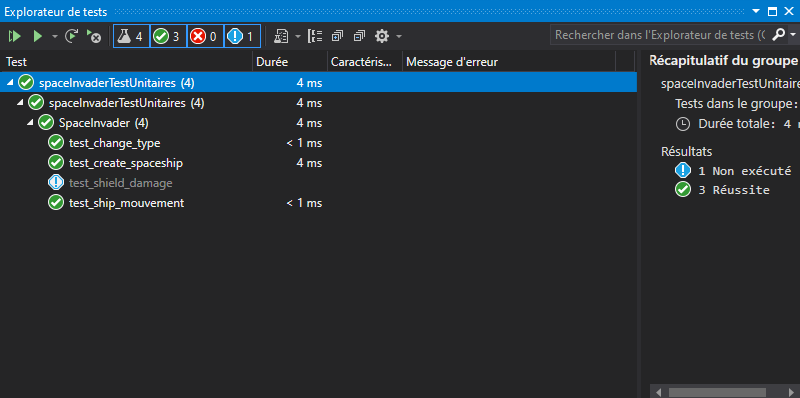 Explorateur de tests
4 3 0 1
Rechercher dans l'Explorateur de tests (C
Test Durée Caractéris... Message d'erreur
spaceInvaderTestUnitaires (4) 4 ms
spaceInvaderTestUnitaires (4) 4 ms
SpaceInvader (4) 4 ms
test_change_type < 1 ms
test_create_spaceship 4 ms
test_shield_damage
test_ship_mouvement < 1 ms
Récapitulatif du groupe
spaceInvaderTestUnitaire
Tests dans le groupe:
Durée totale: 4
Résultats
1 Non exécuté
3 Réussite